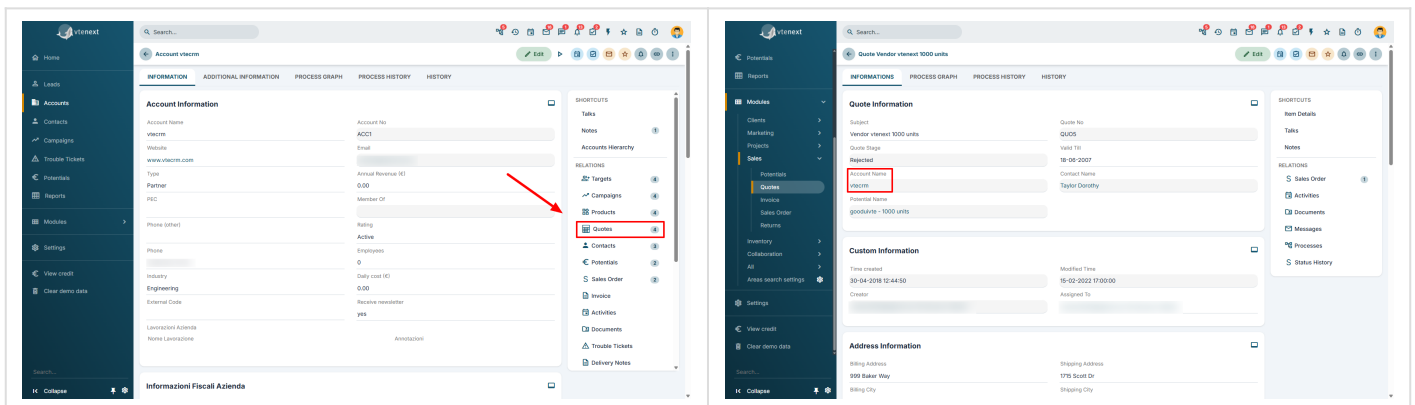 vtenext
Search...
Home
Leads
Accounts
Contacts
Campaigns
Trouble Tickets
Potentials
Reports
Modules
Settings
View credit
Clear demo data
Search...
Collapse
Account vtecrm
Edit
INFORMATION ADDITIONAL INFORMATION PROCESS GRAPH PROCESS HISTORY HISTORY
Account Information
Account Name Account No
vtecrm ACC1
Website Email
www.vtecrm.com
Type Annual Revenue (€)
Partner 0.00
PEC Member Of
Phone (other) Rating
Active
Phone Employees
0
Industry Daily cost (€)
Engineering 0.00
External Code Receive newsletter
yes
Lavorazioni Azienda
Nome Lavorazione Annotazioni
Informazioni Fiscali Azienda
SHORTCUTS
Talks
Notes 1
Accounts Hierarchy
RELATIONS
Targets 4
Campaigns 4
Products 4
Quotes 4
Contacts 3
Potentials 2
Sales Order 2
Invoice
Activities
Documents
Trouble Tickets
Delivery Notes
vtenext
Search...
Potentials
Reports
Modules
Clients
Marketing
Projects
Sales
Potentials
Quotes
Invoice
Sales Order
Returns
Inventory
Collaboration
All
Areas search settings
Settings
View credit
Clear demo data
Search...
Collapse
Quote Vendor vtenext 1000 units
Edit
INFORMATIONS PROCESS GRAPH PROCESS HISTORY HISTORY
Quote Information
Subject Quote No
Vendor vtenext 1000 units QUO5
Quote Stage Valid Till
Rejected 18-06-2007
Account Name Contact Name
vtecrm Taylor Dorothy
Potential Name
gooduivte - 1000 units
Custom Information
Time created Modified Time
30-04-2018 12:44:50 15-02-2022 17:00:00
Creator Assigned To
Address Information
Billing Address Shipping Address
999 Baker Way 1715 Scott Dr
Billing City Shipping City
SHORTCUTS
Item Details
Talks
Notes
RELATIONS
Sales Order 1
Activities
Documents
Messages
Processes
Status History